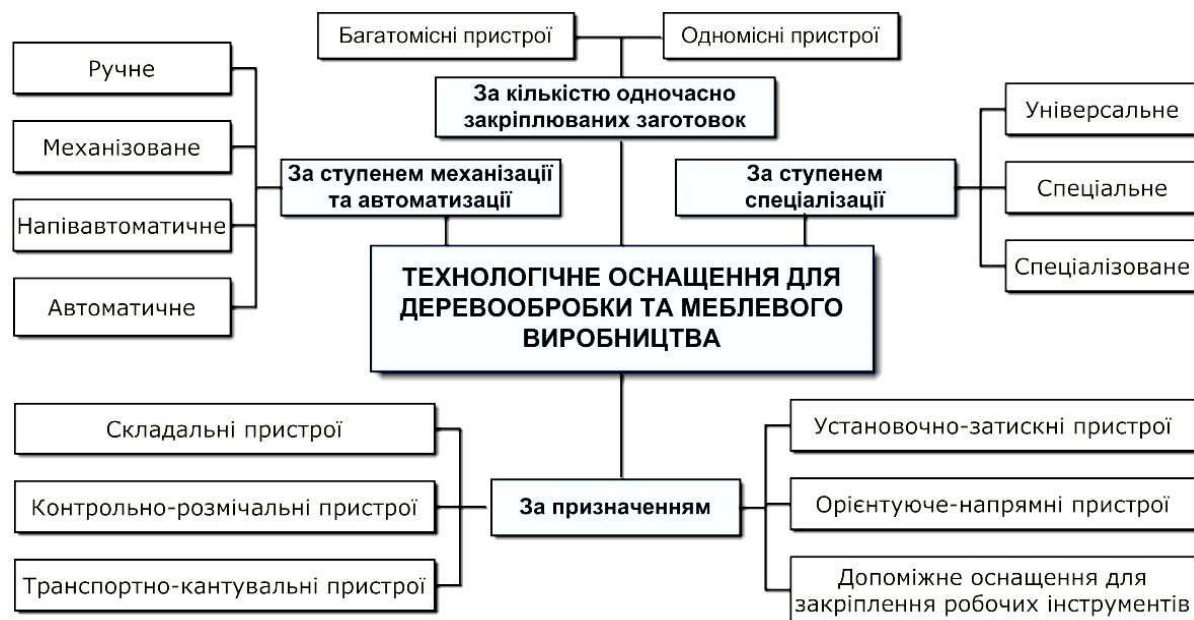 Багатомісні пристрої
Одномісні пристрої
За кількістю одночасно
закріплюваних заготовок
Ручне
Механізоване
Напівавтоматичне
Автоматичне
За ступенем механізації
та автоматизації
За ступенем
спеціалізації
Універсальне
Спеціальне
Спеціалізоване
ТЕХНОЛОГІЧНЕ ОСНАЩЕННЯ ДЛЯ
ДЕРЕВООБРОБКИ ТА МЕБЛЕВОГО
ВИРОБНИЦТВА
Складальні пристрої
Контрольно-розмічальні пристрої
Транспортно-кантувальні пристрої
За призначенням
Установочно-затискні пристрої
Орієнтуюче-напрямні пристрої
Допоміжне оснащення для
закріплення робочих інструментів